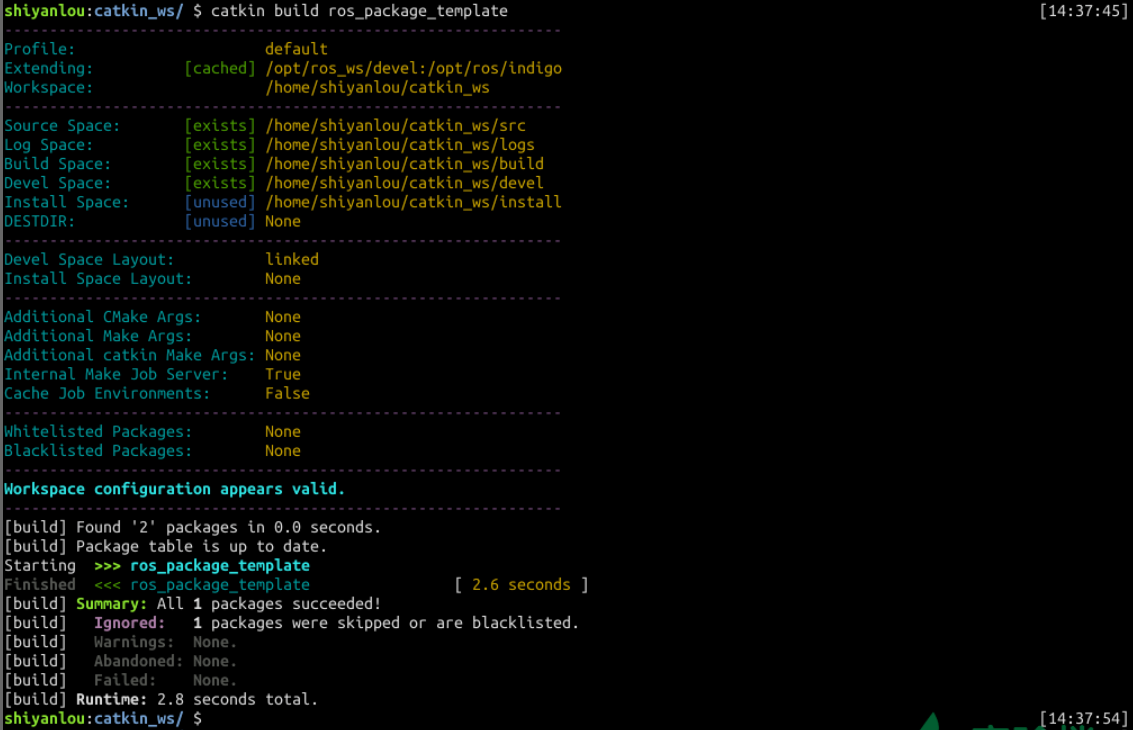 shiyanlou:catkin_ws/ $ catkin build ros_package_template [14:37:45]
--------------------------------------------------------------
Profile: default
Extending: [cached] /opt/ros_ws/devel:/opt/ros/indigo
Workspace: /home/shiyanlou/catkin_ws
--------------------------------------------------------------
Source Space: [exists] /home/shiyanlou/catkin_ws/src
Log Space: [exists] /home/shiyanlou/catkin_ws/logs
Build Space: [exists] /home/shiyanlou/catkin_ws/build
Devel Space: [exists] /home/shiyanlou/catkin_ws/devel
Install Space: [unused] /home/shiyanlou/catkin_ws/install
DESTDIR: [unused] None
--------------------------------------------------------------
Devel Space Layout: linked
Install Space Layout: None
--------------------------------------------------------------
Additional CMake Args: None
Additional Make Args: None
Additional catkin Make Args: None
Internal Make Job Server: True
Cache Job Environments: False
--------------------------------------------------------------
Whitelisted Packages: None
Blacklisted Packages: None
--------------------------------------------------------------
Workspace configuration appears valid.
--------------------------------------------------------------
[build] Found '2' packages in 0.0 seconds.
[build] Package table is up to date.
Starting >>> ros_package_template
Finished <<< ros_package_template [ 2.6 seconds ]
[build] Summary: All 1 packages succeeded!
[build] Ignored: 1 packages were skipped or are blacklisted.
[build] Warnings: None.
[build] Abandoned: None.
[build] Failed: None.
[build] Runtime: 2.8 seconds total.
shiyanlou:catkin_ws/ $ [14:37:54]